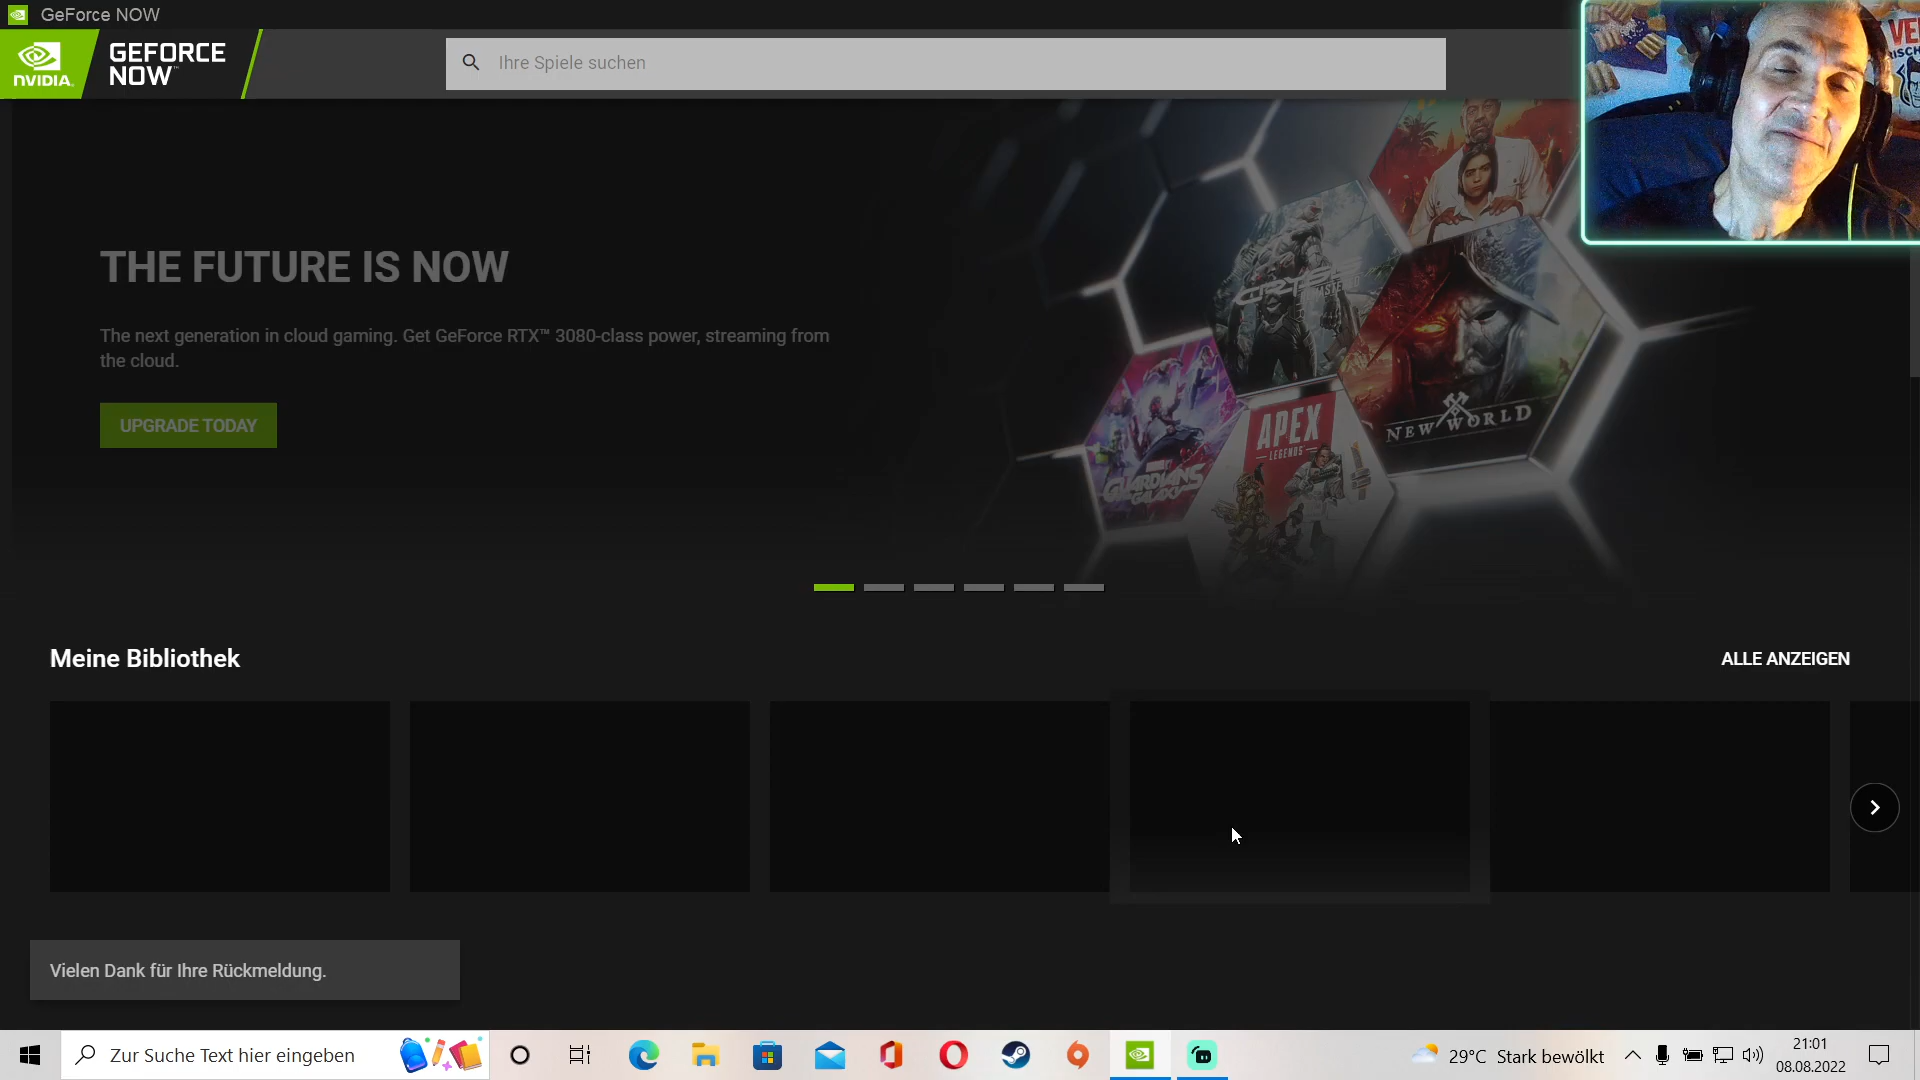 GeForce NOW
NVIDIA.
GEFORCE
NOW
Ihre Spiele suchen
THE FUTURE IS NOW
The next generation in cloud gaming. Get GeForce RTX™ 3080-class power, streaming from
the cloud.
UPGRADE TODAY
NEW WORLD
APEX
LEGENDS
MARVEL
GUARDIANS
GALAXY
Meine Bibliothek
ALLE ANZEIGEN
Vielen Dank für Ihre Rückmeldung.
Zur Suche Text hier eingeben
29°C Stark bewölkt
21:01
08.08.2022